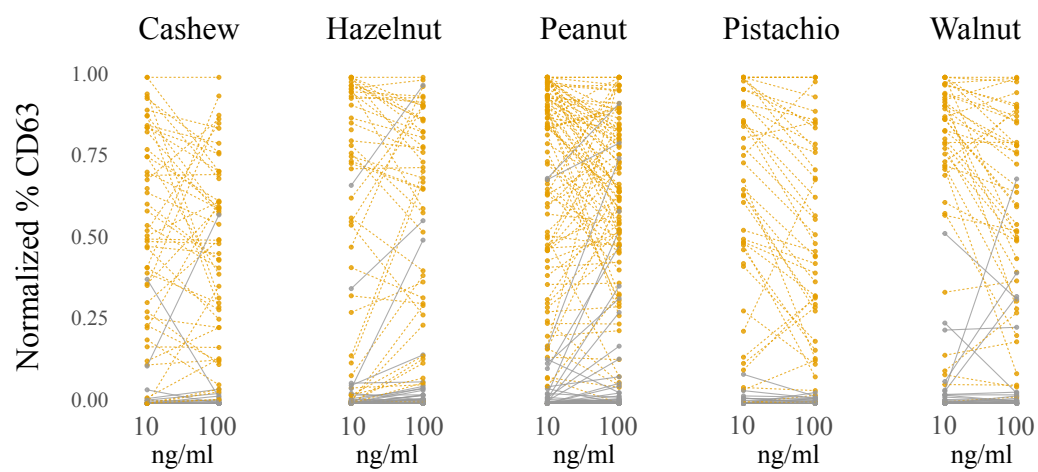 Cashew Hazelnut Peanut Pistachio Walnut
Normalized % CD63
1.00
0.75
0.50
0.25
0.00
10 100 10 100 10 100 10 100 10 100
ng/ml ng/ml ng/ml ng/ml ng/ml